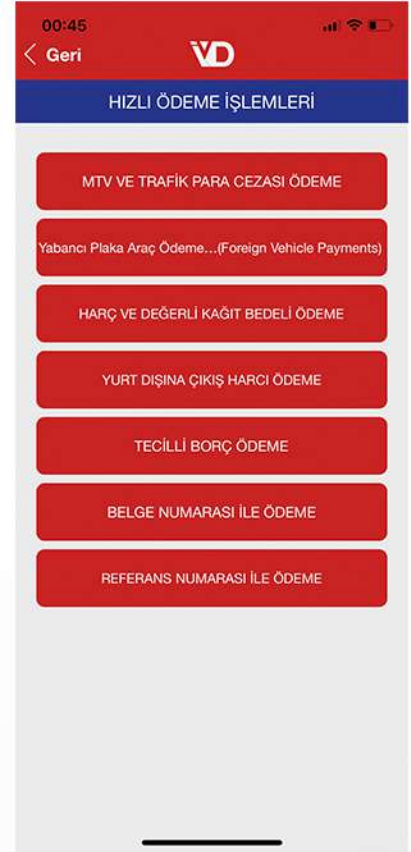 00:45
Geri
VD
HIZLI ÖDEME İŞLEMLERİ
MTV VE TRAFİK PARA CEZASI ÖDEME
Yabancı Plaka Araç Ödeme...(Foreign Vehicle Payments)
HARÇ VE DEĞERLİ KAĞIT BEDELİ ÖDEME
YURT DIŞINA ÇIKIŞ HARCI ÖDEME
TECİLLİ BORÇ ÖDEME
BELGE NUMARASI İLE ÖDEME
REFERANS NUMARASI İLE ÖDEME